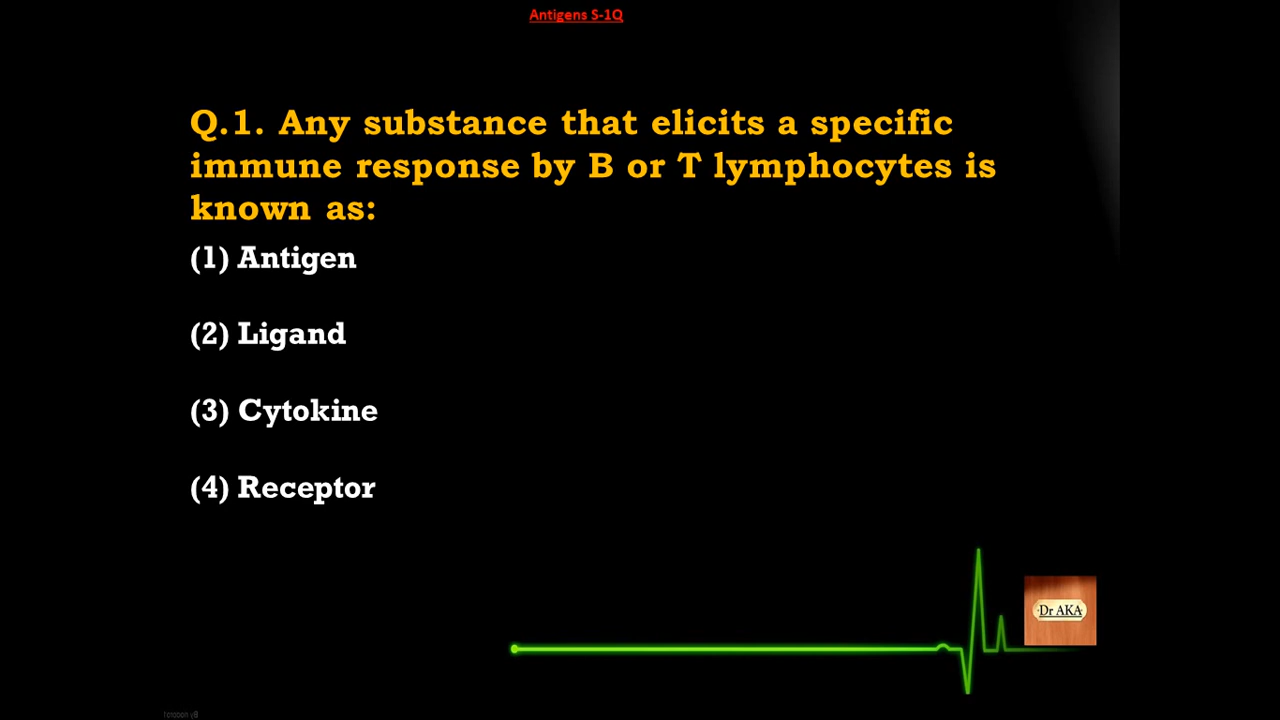 Antigens S-1Q
Q.1. Any substance that elicits a specific
immune response by B or T lymphocytes is
known as:
(1) Antigen
(2) Ligand
(3) Cytokine
(4) Receptor
Dr AKA